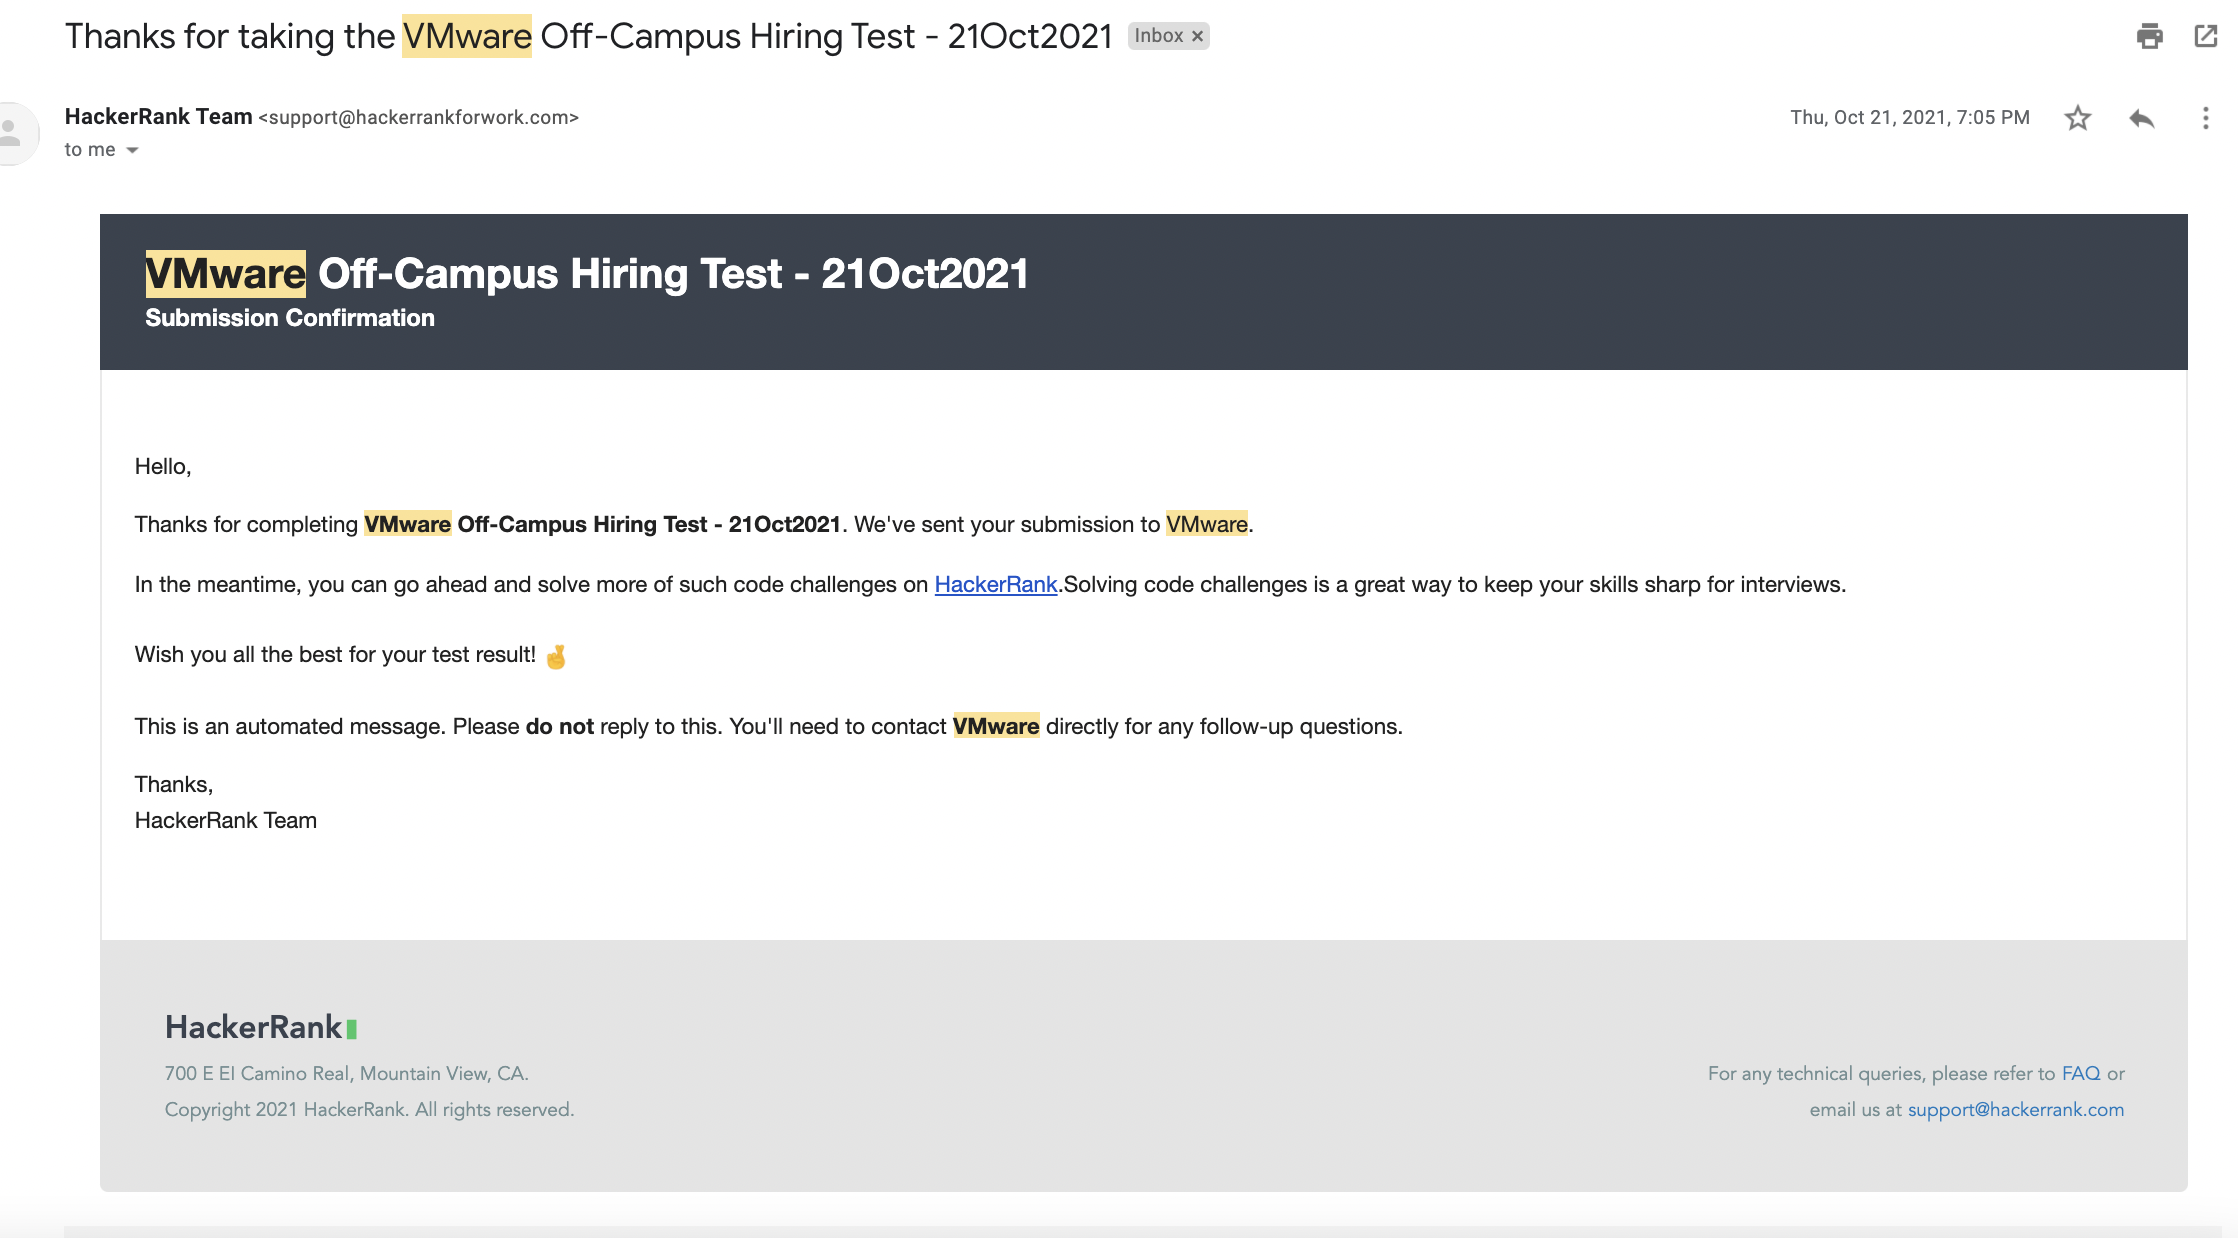 Thanks for taking the VMware Off-Campus Hiring Test - 21Oct2021 Inbox ×
HackerRank Team <support@hackerrankforwork.com> Thu, Oct 21, 2021, 7:05 PM
to me
VMware Off-Campus Hiring Test - 21Oct2021
Submission Confirmation
Hello,
Thanks for completing VMware Off-Campus Hiring Test - 21Oct2021. We've sent your submission to VMware.
In the meantime, you can go ahead and solve more of such code challenges on HackerRank.Solving code challenges is a great way to keep your skills sharp for interviews.
Wish you all the best for your test result! 🤞
This is an automated message. Please do not reply to this. You'll need to contact VMware directly for any follow-up questions.
Thanks,
HackerRank Team
HackerRank
700 E El Camino Real, Mountain View, CA.
Copyright 2021 HackerRank. All rights reserved.
For any technical queries, please refer to FAQ or
email us at support@hackerrank.com